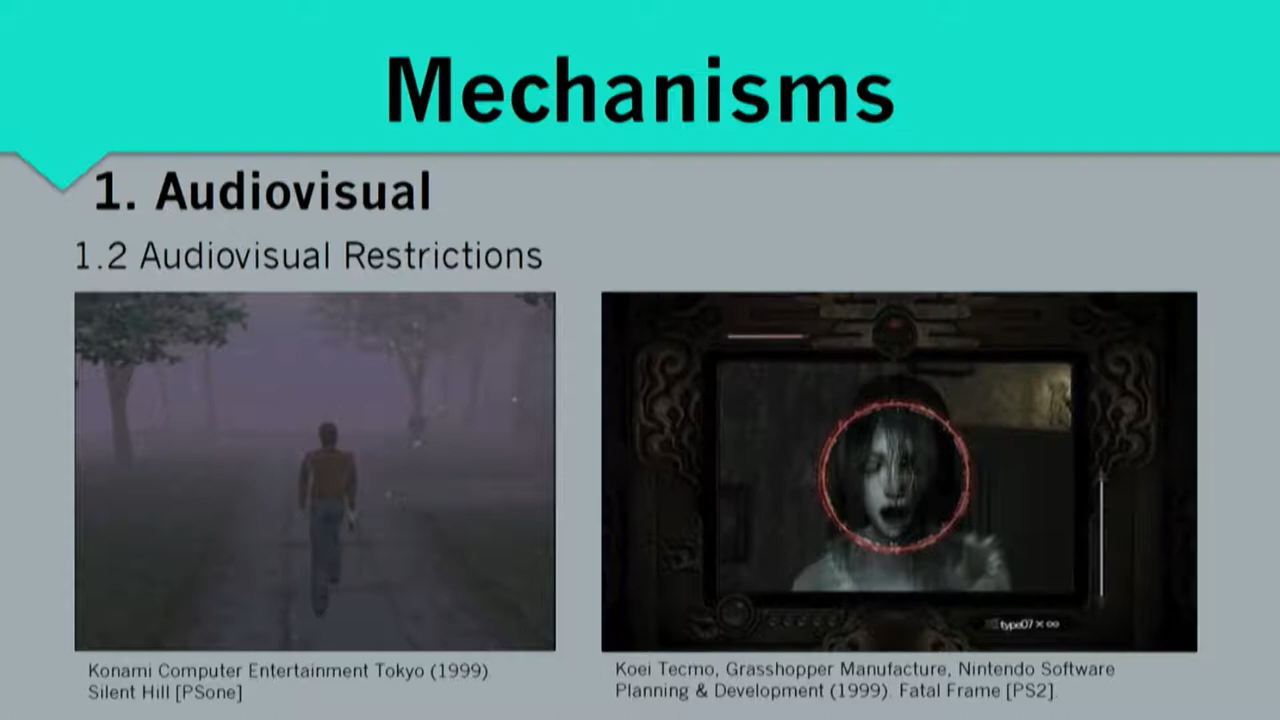 Mechanisms
1. Audiovisual
1.2 Audiovisual Restrictions
type07 × ∞
Konami Computer Entertainment Tokyo (1999).
Silent Hill [PSone]
Koei Tecmo, Grasshopper Manufacture, Nintendo Software
Planning & Development (1999). Fatal Frame [PS2].